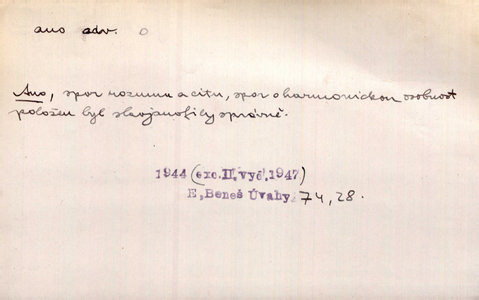 ano adv. o
Ano, spor rozumu a citu, spor o harmonickou osobnost
položen byl slavjanofily správně.
1944 (exc.II.vyd.1947)
E.Beneš Úvahy 74, 28.